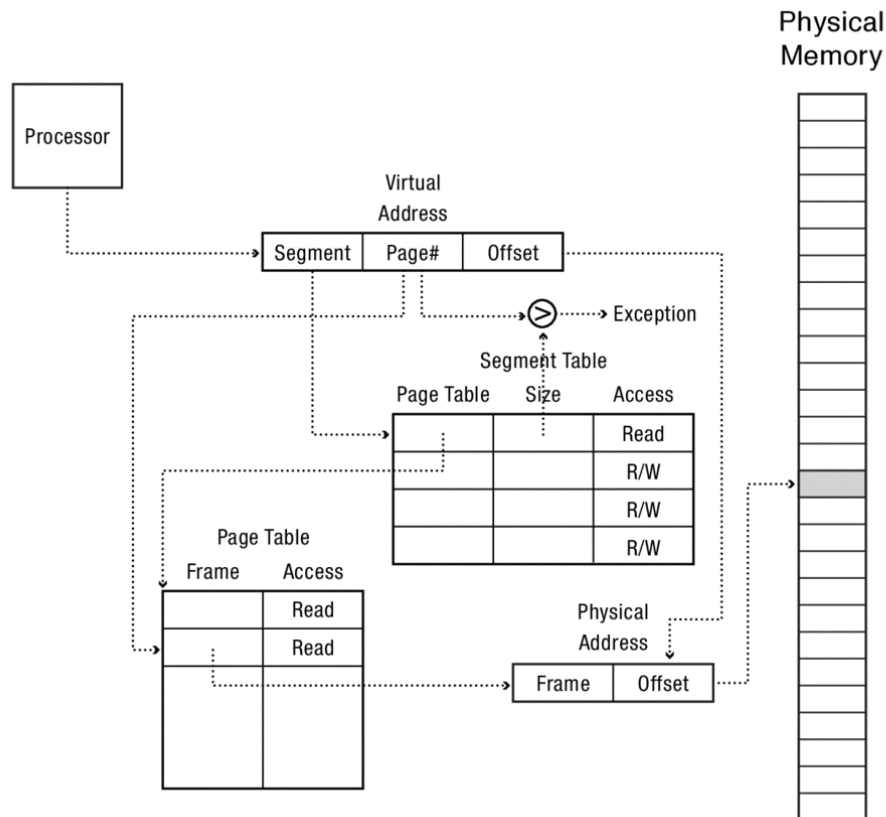 Physical
Memory
Processor
Virtual
Address
Segment Page# Offset
> Exception
Segment Table
Page Table Size Access
Read
R/W
R/W
R/W
Page Table
Frame Access
Read
Read
Physical
Address
Frame Offset